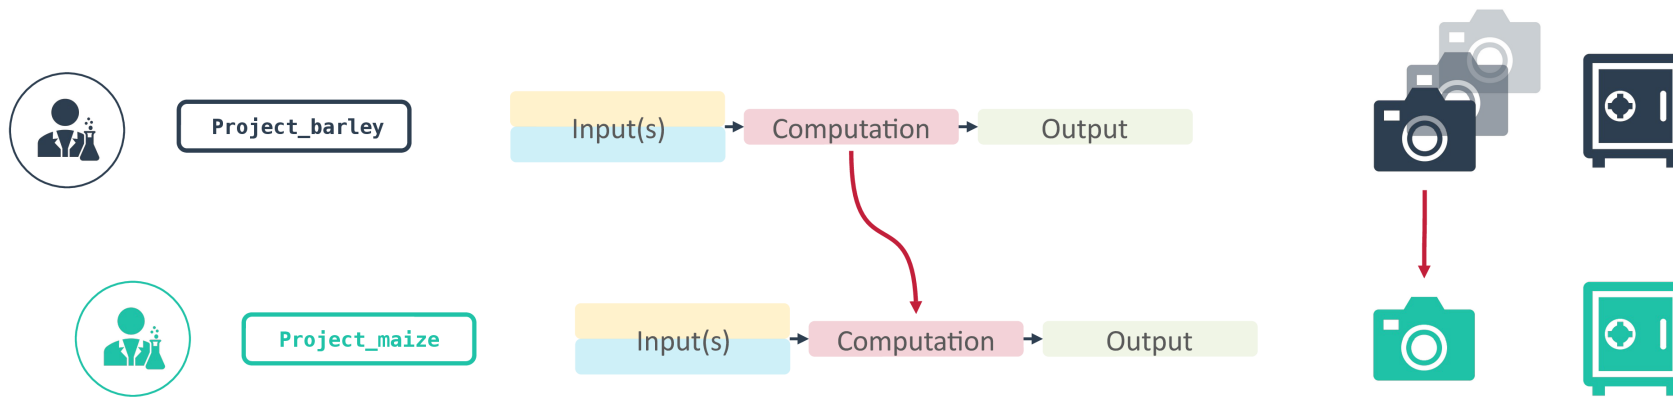 Project_barley
Input(s)
Computation
Output
Project_maize
Input(s)
Computation
Output